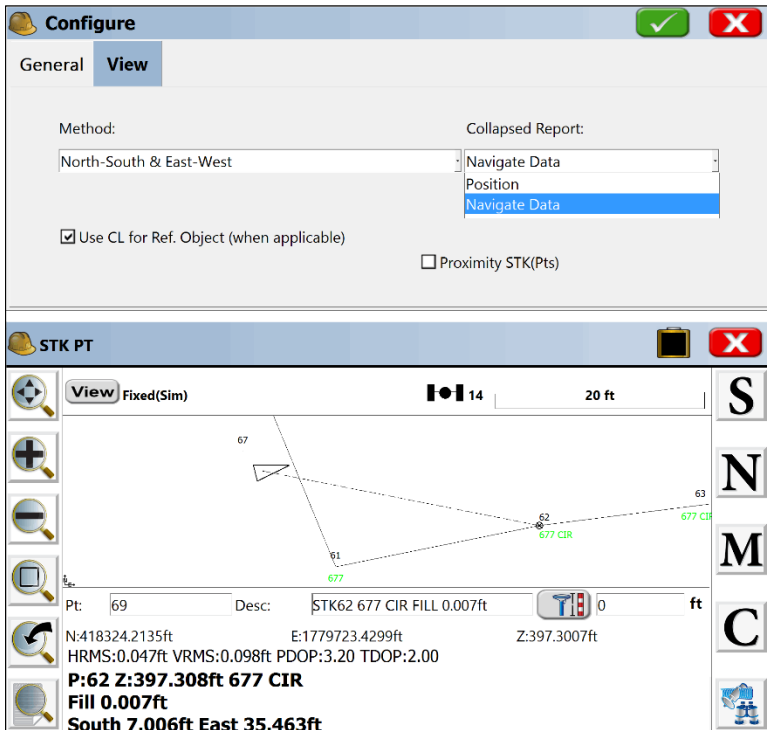 Configure
General View
Method: Collapsed Report:
North-South & East-West Navigate Data
Position
Navigate Data
Use CL for Ref. Object (when applicable)
Proximity STK(Pts)
STK PT
View Fixed(Sim) 14 20 ft
S
67
N
63
62
677 CIR
677 CIR
61
M
677
Pt: 69 Desc: STK62 677 CIR FILL 0.007ft 0 ft
C
N:418324.2135ft E:1779723.4299ft Z:397.3007ft
HRMS:0.047ft VRMS:0.098ft PDOP:3.20 TDOP:2.00
P:62 Z:397.308ft 677 CIR
Fill 0.007ft
South 7.006ft East 35.463ft